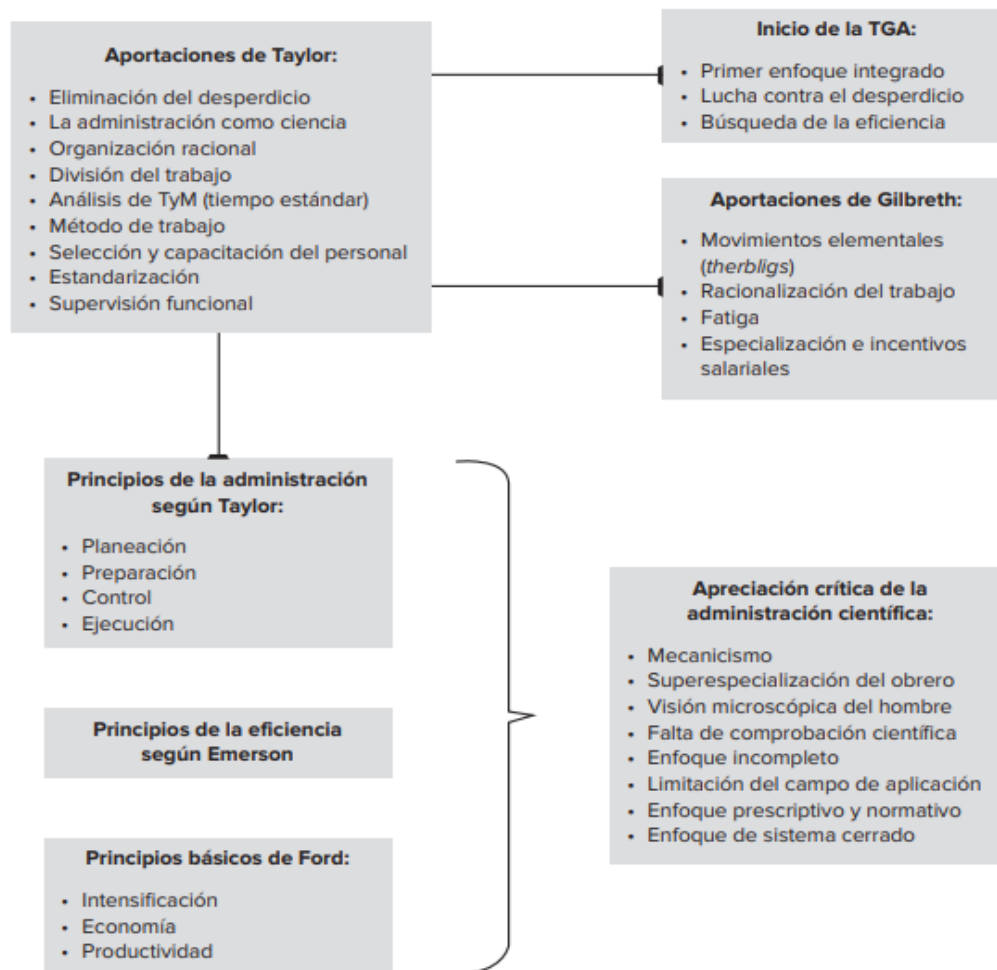 Aportaciones de Taylor:
• Eliminación del desperdicio
• La administración como ciencia
• Organización racional
• División del trabajo
• Análisis de TyM (tiempo estándar)
• Método de trabajo
• Selección y capacitación del personal
• Estandarización
• Supervisión funcional
Inicio de la TGA:
• Primer enfoque integrado
• Lucha contra el desperdicio
• Búsqueda de la eficiencia
Aportaciones de Gilbreth:
• Movimientos elementales
(therbligs)
• Racionalización del trabajo
• Fatiga
• Especialización e incentivos
salariales
Principios de la administración
según Taylor:
• Planeación
• Preparación
• Control
• Ejecución
Principios de la eficiencia
según Emerson
Principios básicos de Ford:
• Intensificación
• Economía
• Productividad
Apreciación crítica de la
administración científica:
• Mecanicismo
• Superespecialización del obrero
• Visión microscópica del hombre
• Falta de comprobación científica
• Enfoque incompleto
• Limitación del campo de aplicación
• Enfoque prescriptivo y normativo
• Enfoque de sistema cerrado